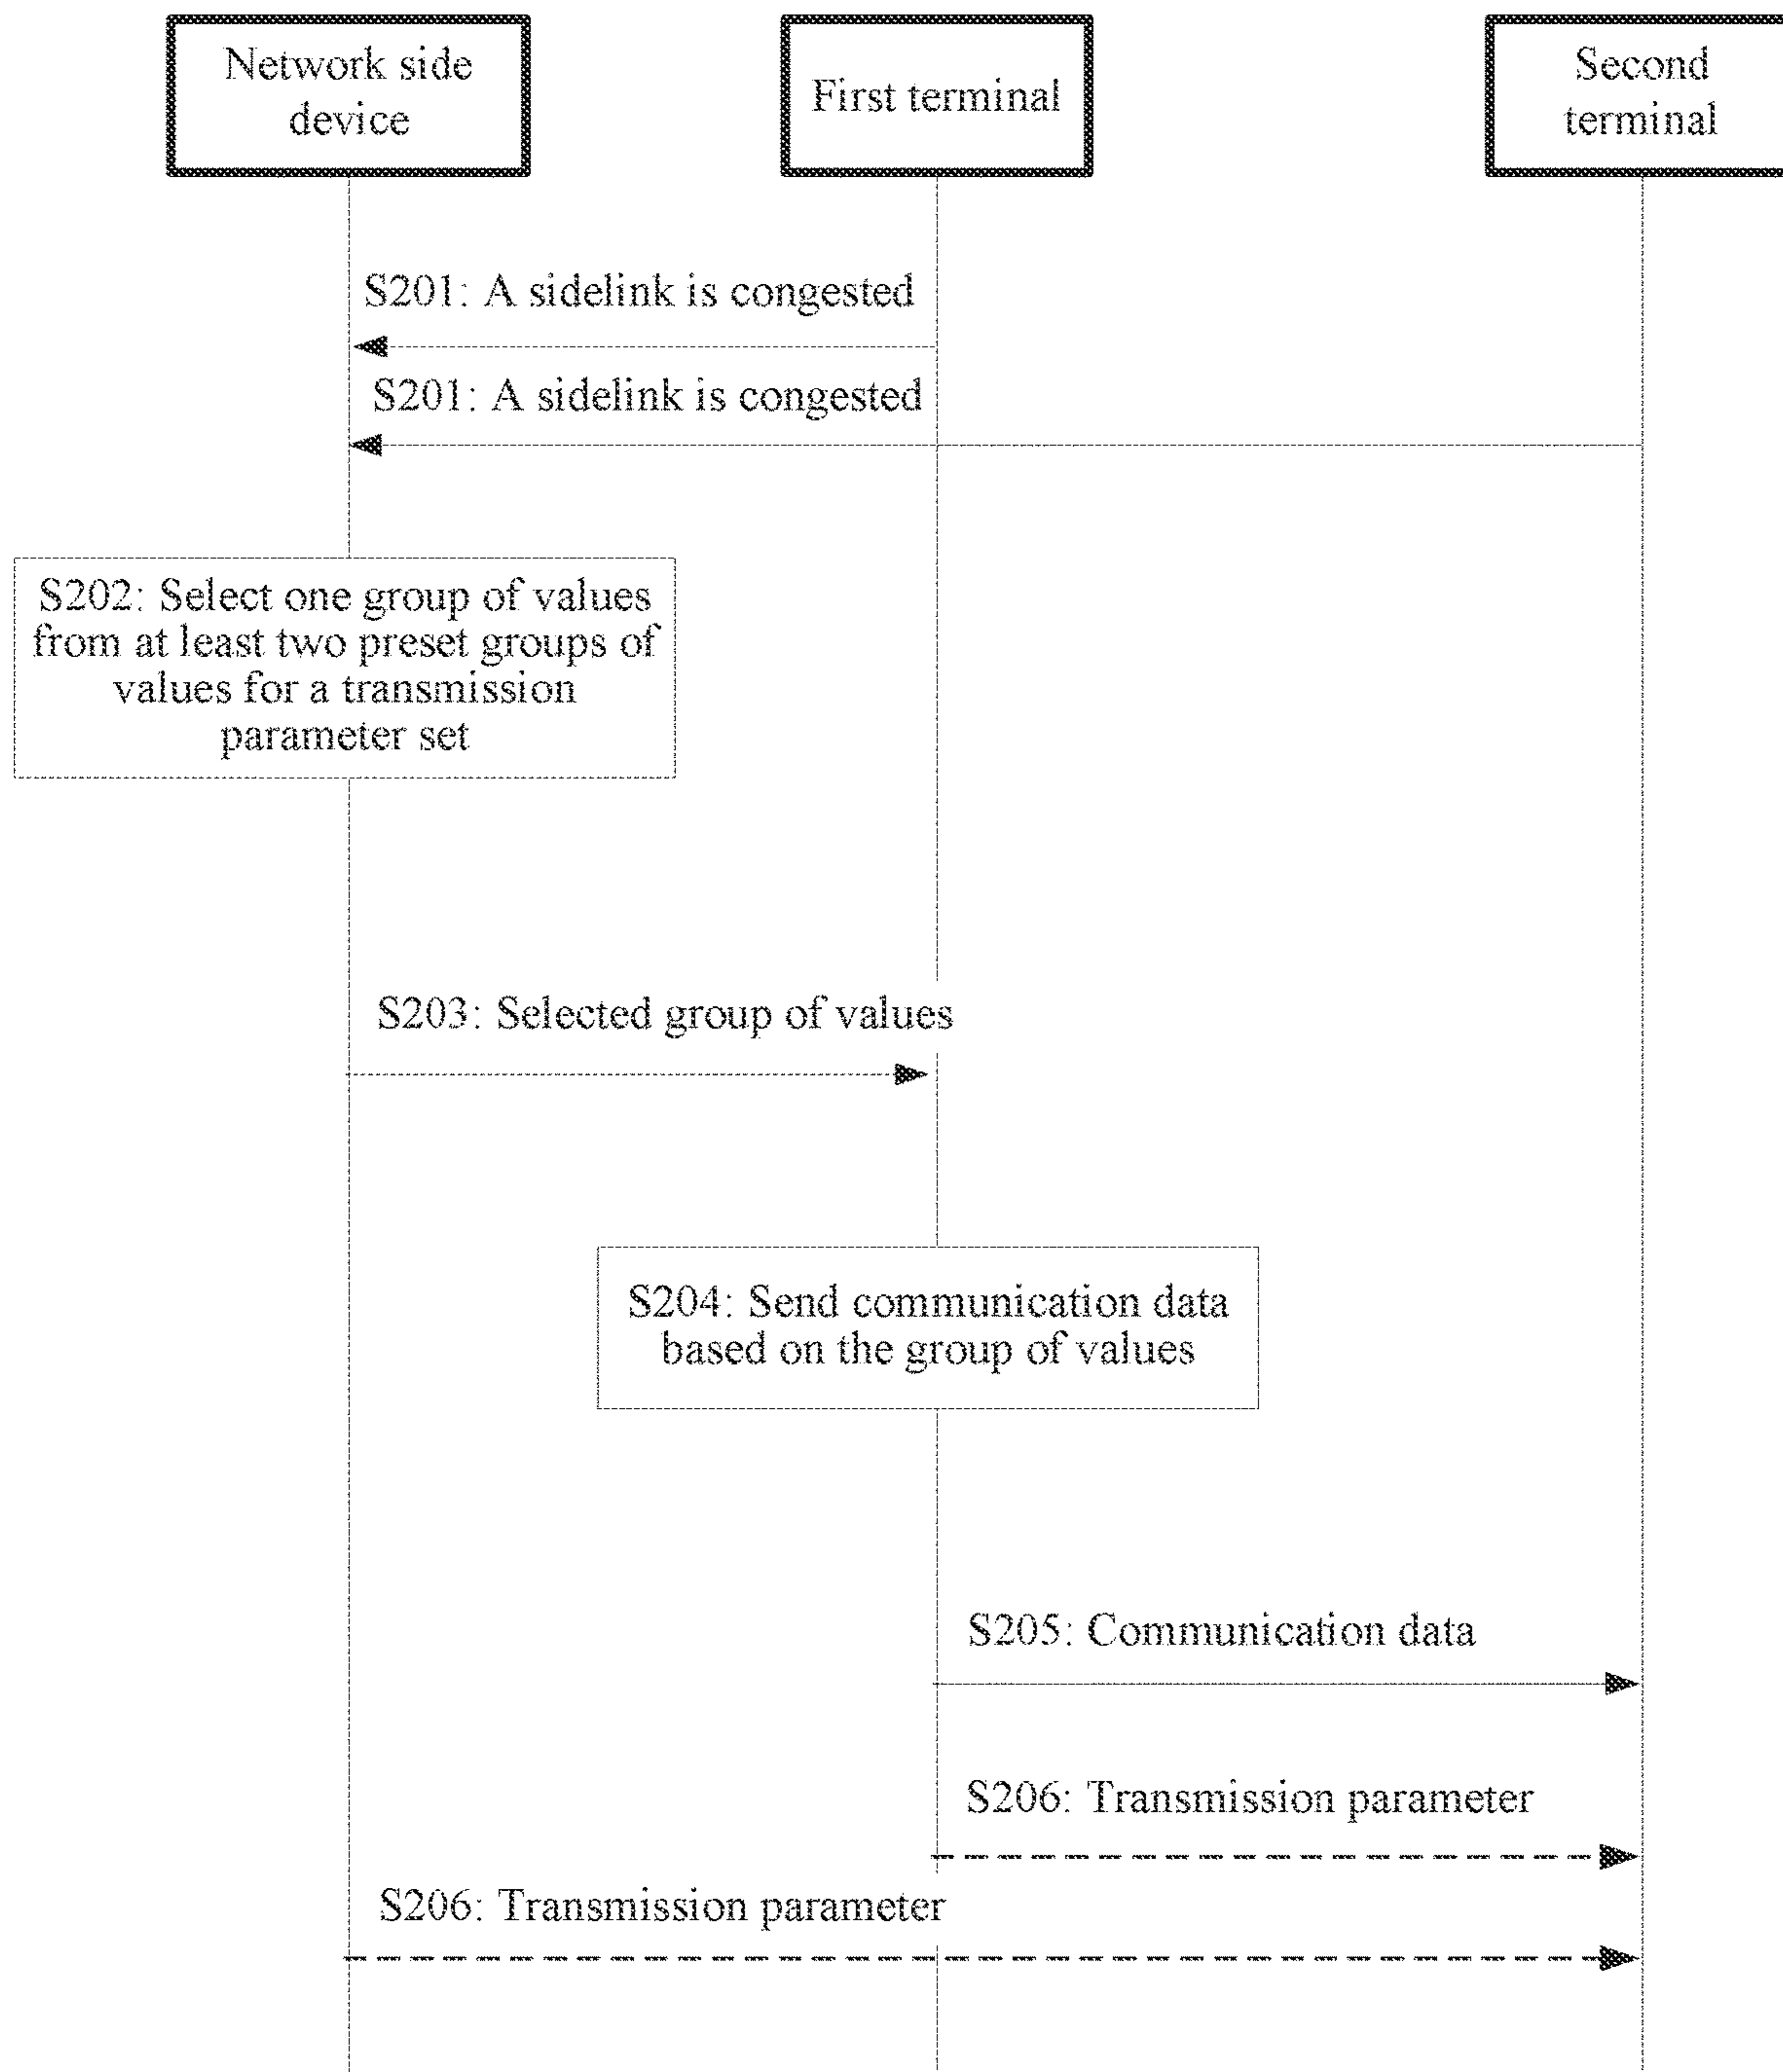 Network side
device
First terminal
Second
terminal
S201: A sidelink is congested
S201: A sidelink is congested
S202: Select one group of values
from at least two preset groups of
values for a transmission
parameter set
S203: Selected group of values
S204: Send communication data
based on the group of values
S205: Communication data
S206: Transmission parameter
S206: Transmission parameter